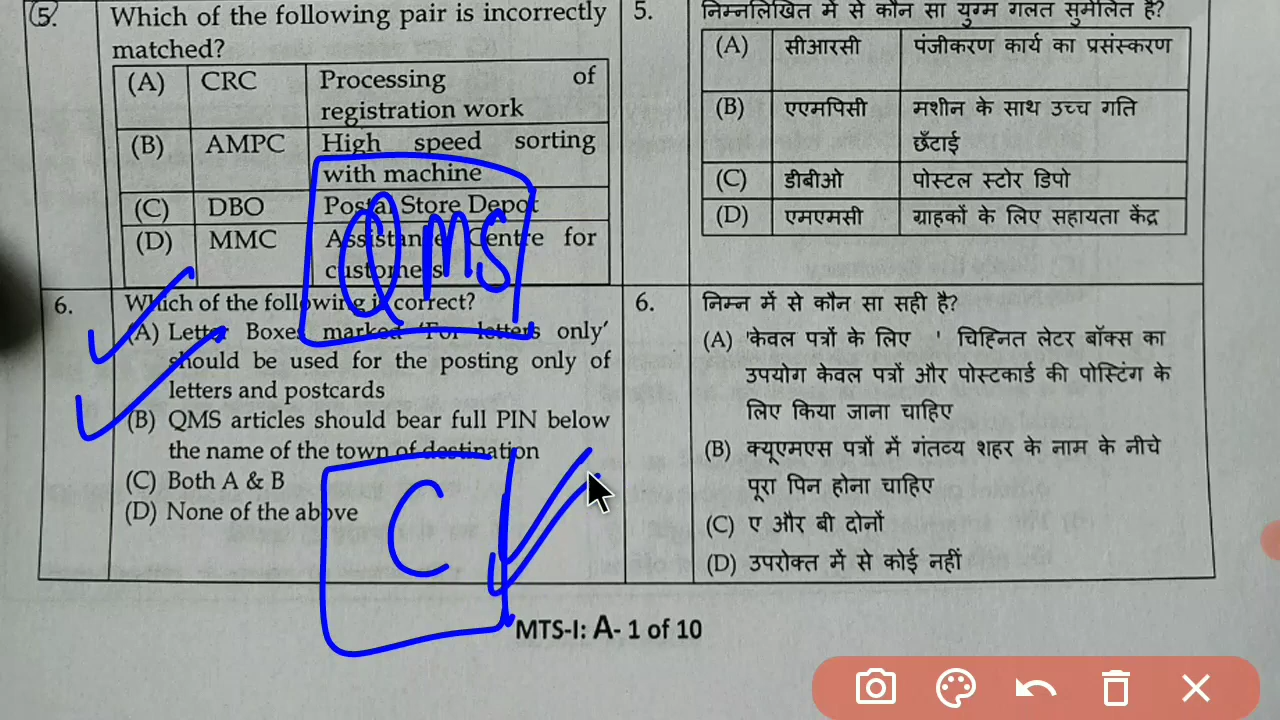 5.
Which of the following pair is incorrectly
matched?
(A) CRC Processing of
registration work
(B) AMPC High speed sorting
with machine
(C) DBO Postal Store Depot
(D) MMC Assistance Centre for
customers
QMS
6.
Which of the following is correct?
(A) Letter Boxes marked 'For letters only'
should be used for the posting only of
letters and postcards
(B) QMS articles should bear full PIN below
the name of the town of destination
(C) Both A & B
(D) None of the above
C
5.
निम्नलिखित में से कौन सा युग्म गलत सुमेलित है?
(A) सीआरसी पंजीकरण कार्य का प्रसंस्करण
(B) एएमपिसी मशीन के साथ उच्च गति
छँटाई
(C) डीबीओ पोस्टल स्टोर डिपो
(D) एमएमसी ग्राहकों के लिए सहायता केंद्र
6.
निम्न में से कौन सा सही है?
(A) 'केवल पत्रों के लिए ' चिह्नित लेटर बॉक्स का
उपयोग केवल पत्रों और पोस्टकार्ड की पोस्टिंग के
लिए किया जाना चाहिए
(B) क्यूएमएस पत्रों में गंतव्य शहर के नाम के नीचे
पूरा पिन होना चाहिए
(C) ए और बी दोनों
(D) उपरोक्त में से कोई नहीं
MTS-I: A- 1 of 10